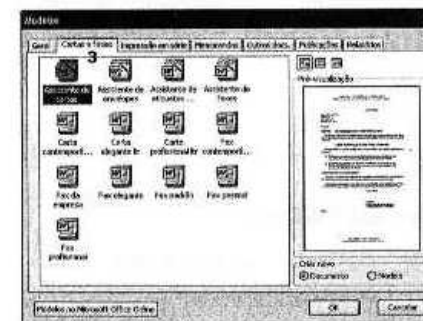 Modelos
Geral Cartas e faxes Impressão em série Memorandos Outros docs. Publicações Relatórios
3
Pré-visualização
Assistente de cartas Assistente de envelopes Assistente de etiquetas ... Assistente de faxes
Carta contemporâ... Carta elegante Carta profissional Fax contemporâ...
Fax da empresa Fax elegante Fax padrão Fax pessoal
Fax profissional
Criar novo
Documento Modelo
Modelos no Microsoft Office Online OK Cancelar